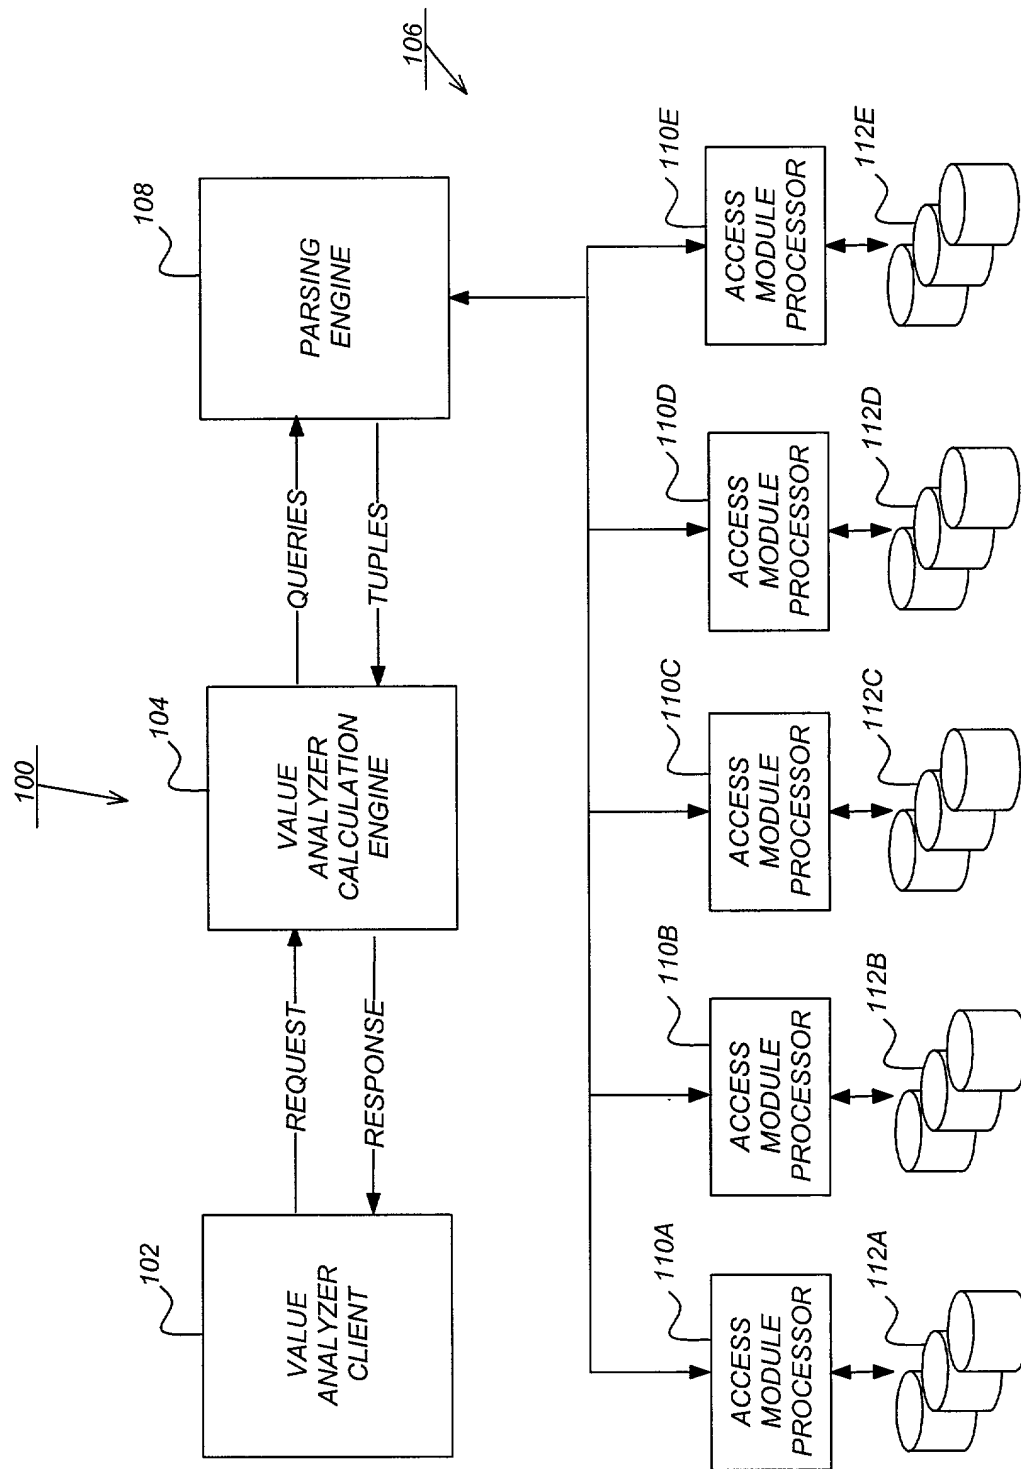 100
106
102
VALUE
ANALYZER
CLIENT
REQUEST
RESPONSE
104
VALUE
ANALYZER
CALCULATION
ENGINE
QUERIES
TUPLES
108
PARSING
ENGINE
110A
ACCESS
MODULE
PROCESSOR
112A
110B
ACCESS
MODULE
PROCESSOR
112B
110C
ACCESS
MODULE
PROCESSOR
112C
110D
ACCESS
MODULE
PROCESSOR
112D
110E
ACCESS
MODULE
PROCESSOR
112E